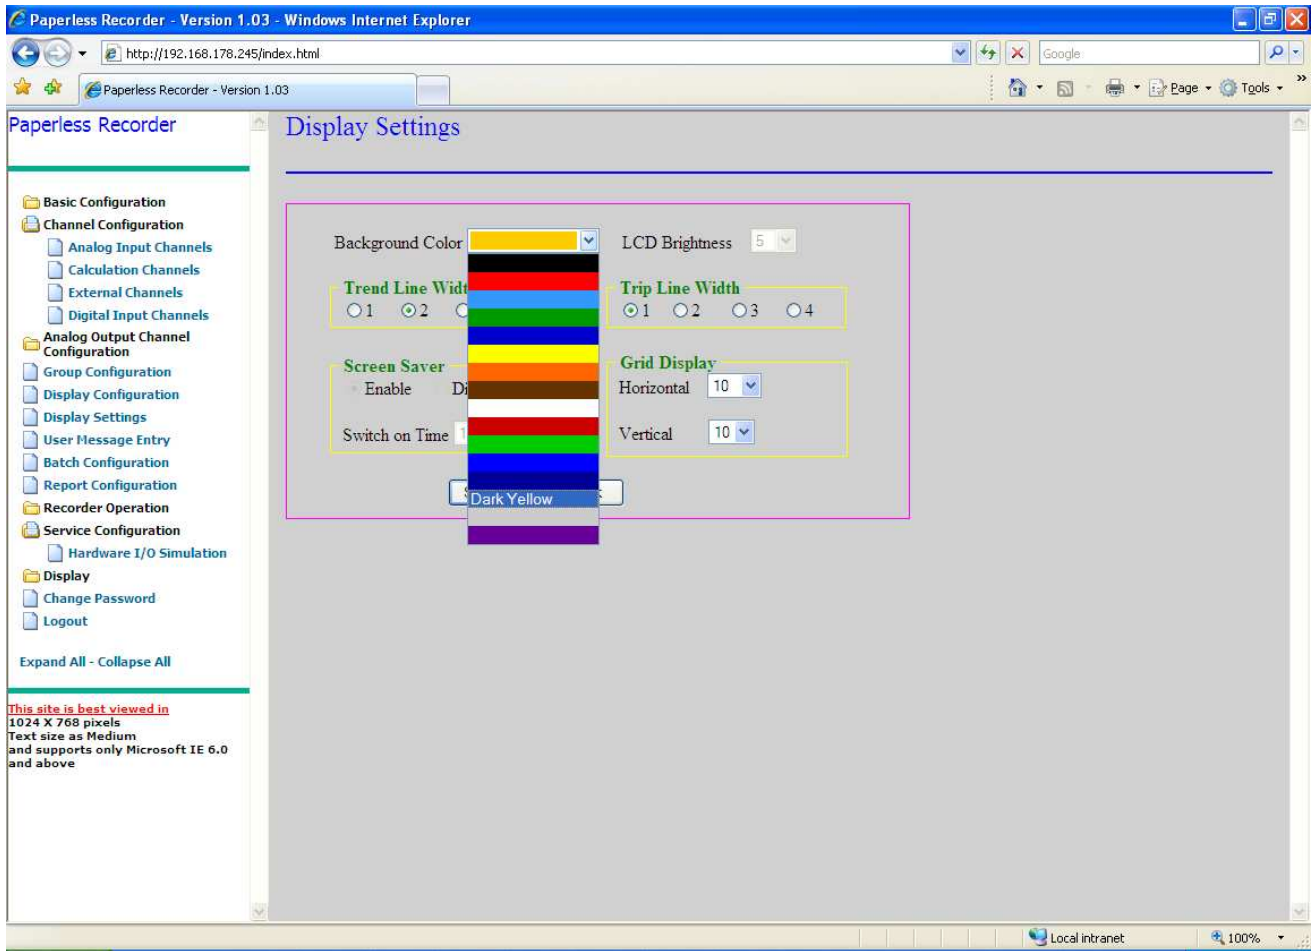 Paperless Recorder - Version 1.03 - Windows Internet Explorer
http://192.168.178.245/index.html
Google
Paperless Recorder - Version 1.03
Page
Tools
Paperless Recorder
Basic Configuration
Channel Configuration
Analog Input Channels
Calculation Channels
External Channels
Digital Input Channels
Analog Output Channel
Configuration
Group Configuration
Display Configuration
Display Settings
User Message Entry
Batch Configuration
Report Configuration
Recorder Operation
Service Configuration
Hardware I/O Simulation
Display
Change Password
Logout
Expand All - Collapse All
This site is best viewed in
1024 X 768 pixels
Text size as Medium
and supports only Microsoft IE 6.0
and above
Display Settings
Background Color
LCD Brightness 5
Trend Line Widt
1 2
Trip Line Width
1 2 3 4
Screen Saver
Enable Di
Switch on Time 1
Grid Display
Horizontal 10
Vertical 10
Dark Yellow
Local intranet
100%